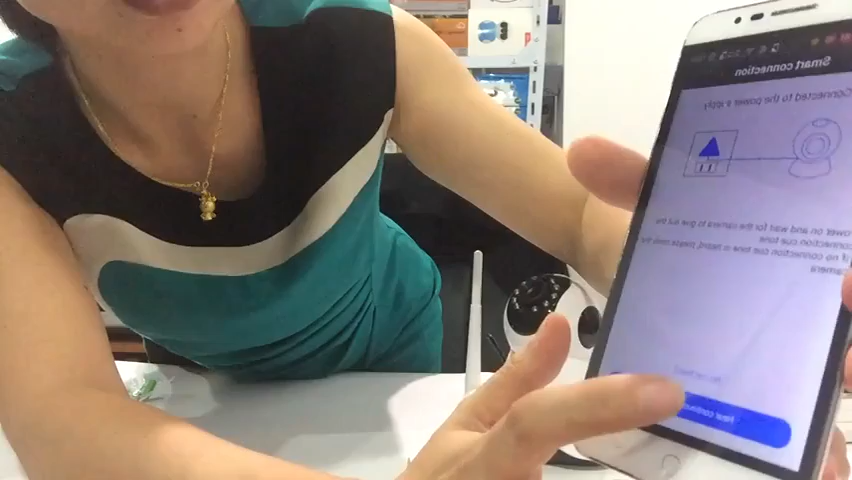 Smart connection
Connected to the power supply
power on and wait for the camera to give out the
connection cue tone
if no connection cue tone is heard, please reset the
camera